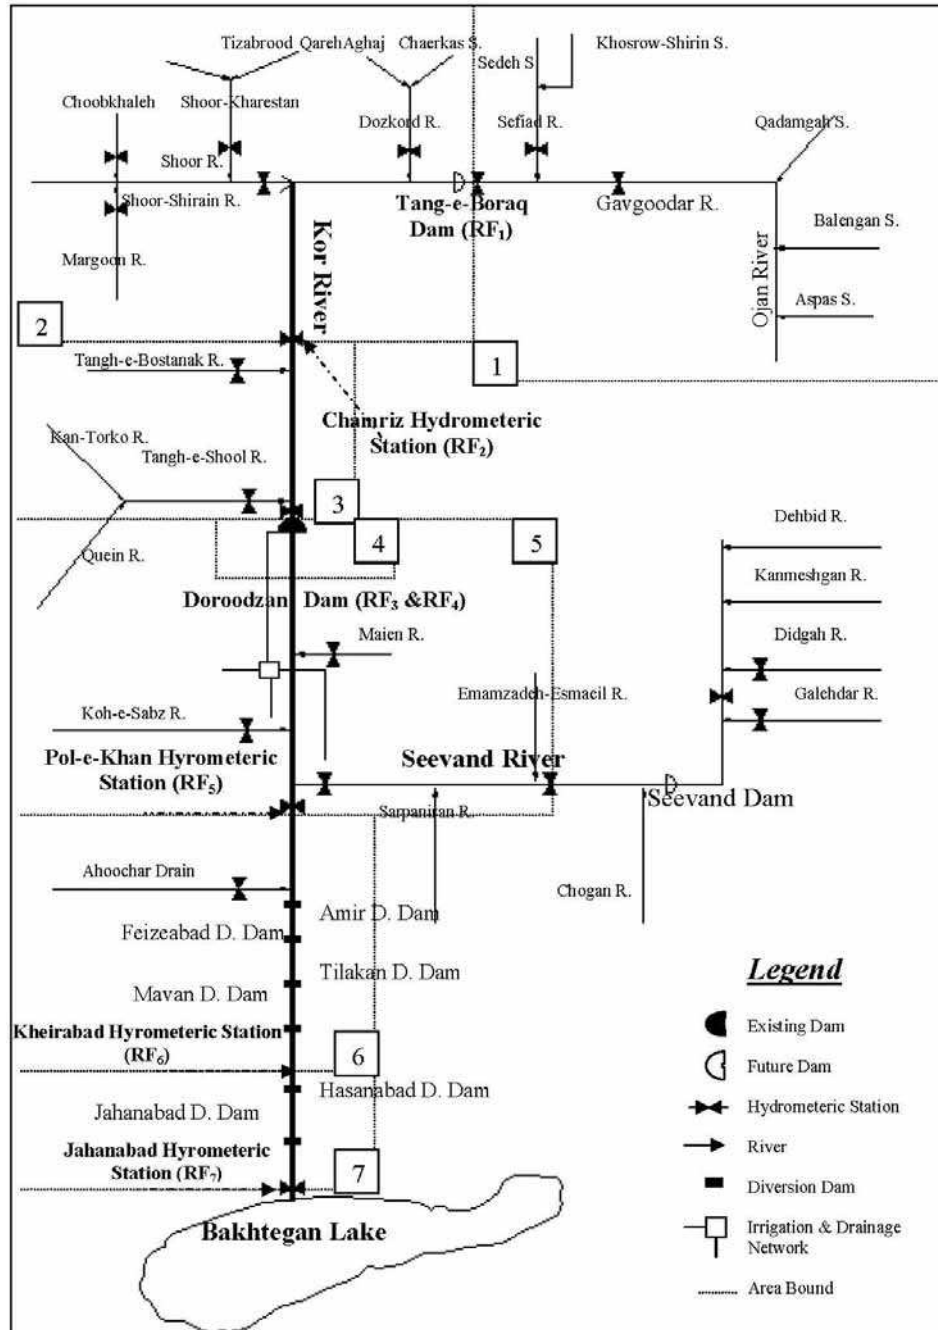 Tizabrood QarehAghaj
Chaerkas S.
Khosrow-Shirin S.
Sedeh S
Choobkhaleh
Shoor-Kharestan
Dozkord R.
Sefiad R.
Qadamgah S.
Shoor R.
Shoor-Shirain R.
Tang-e-Boraq
Dam (RF₁)
Gavgoodar R.
Margoon R.
Kor River
Ojan River
Balengan S.
Aspas S.
2
1
Tangh-e-Bostanak R.
Chamriz Hydrometeric
Station (RF₂)
Kan-Torko R.
Tangh-e-Shool R.
3
4
5
Quein R.
Dehbid R.
Kanmeshgan R.
Doroodzan Dam (RF₃ &RF₄)
Maien R.
Didgah R.
Emamzadeh-Esmaeil R.
Galehdar R.
Koh-e-Sabz R.
Pol-e-Khan Hyrometeric
Station (RF₅)
Seevand River
Seevand Dam
Sarpaniran R.
Ahoochar Drain
Chogan R.
Amir D. Dam
Feizeabad D. Dam
Tilakan D. Dam
Mavan D. Dam
Kheirabad Hyrometeric Station
(RF₆)
6
Hasanabad D. Dam
Jahanabad D. Dam
Jahanabad Hyrometeric
Station (RF₇)
7
Bakhtegan Lake
Legend
Existing Dam
Future Dam
Hydrometeric Station
River
Diversion Dam
Irrigation & Drainage
Network
Area Bound